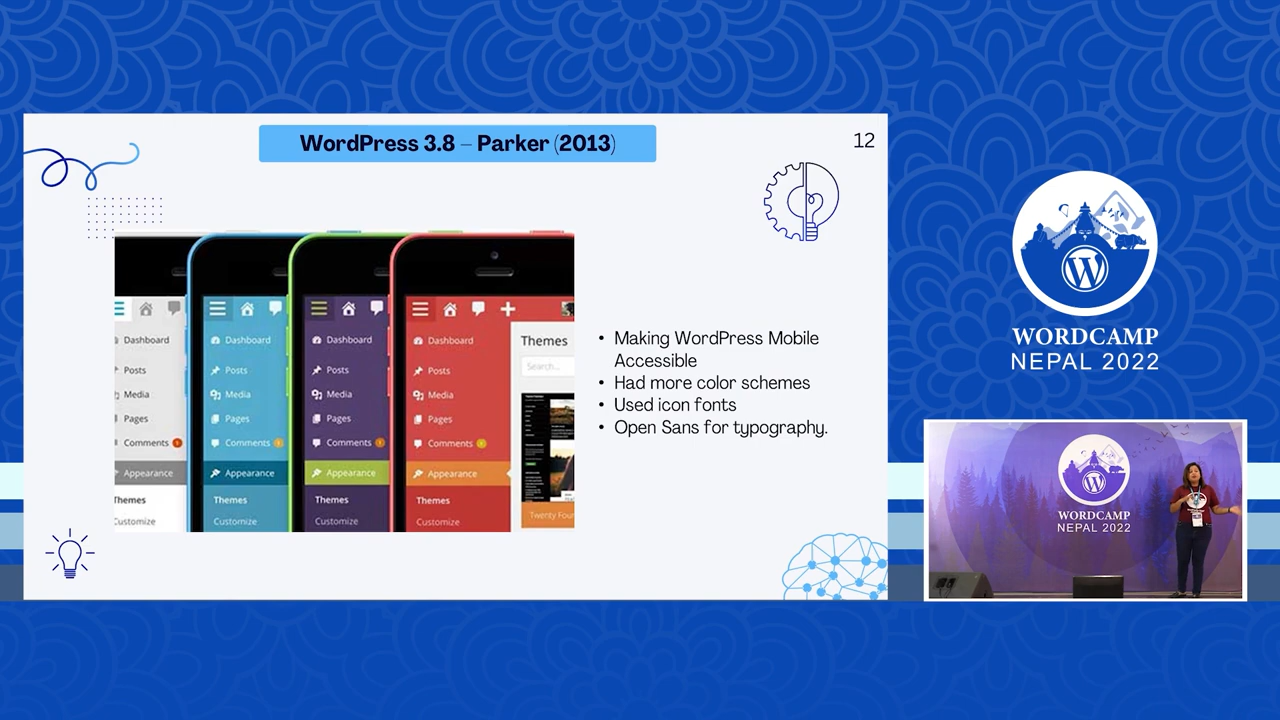 WordPress 3.8 – Parker (2013)
12
Dashboard
Posts
Media
Pages
Comments
Appearance
Themes
Customize
Dashboard
Posts
Media
Pages
Comments
Appearance
Themes
Customize
Dashboard
Posts
Media
Pages
Comments
Appearance
Themes
Customize
Dashboard
Posts
Media
Pages
Comments
Appearance
Themes
Customize
Themes
Search...
Twenty Four
• Making WordPress Mobile
Accessible
• Had more color schemes
• Used icon fonts
• Open Sans for typography.
W
WORDCAMP
NEPAL 2022
W
WORDCAMP
NEPAL 2022